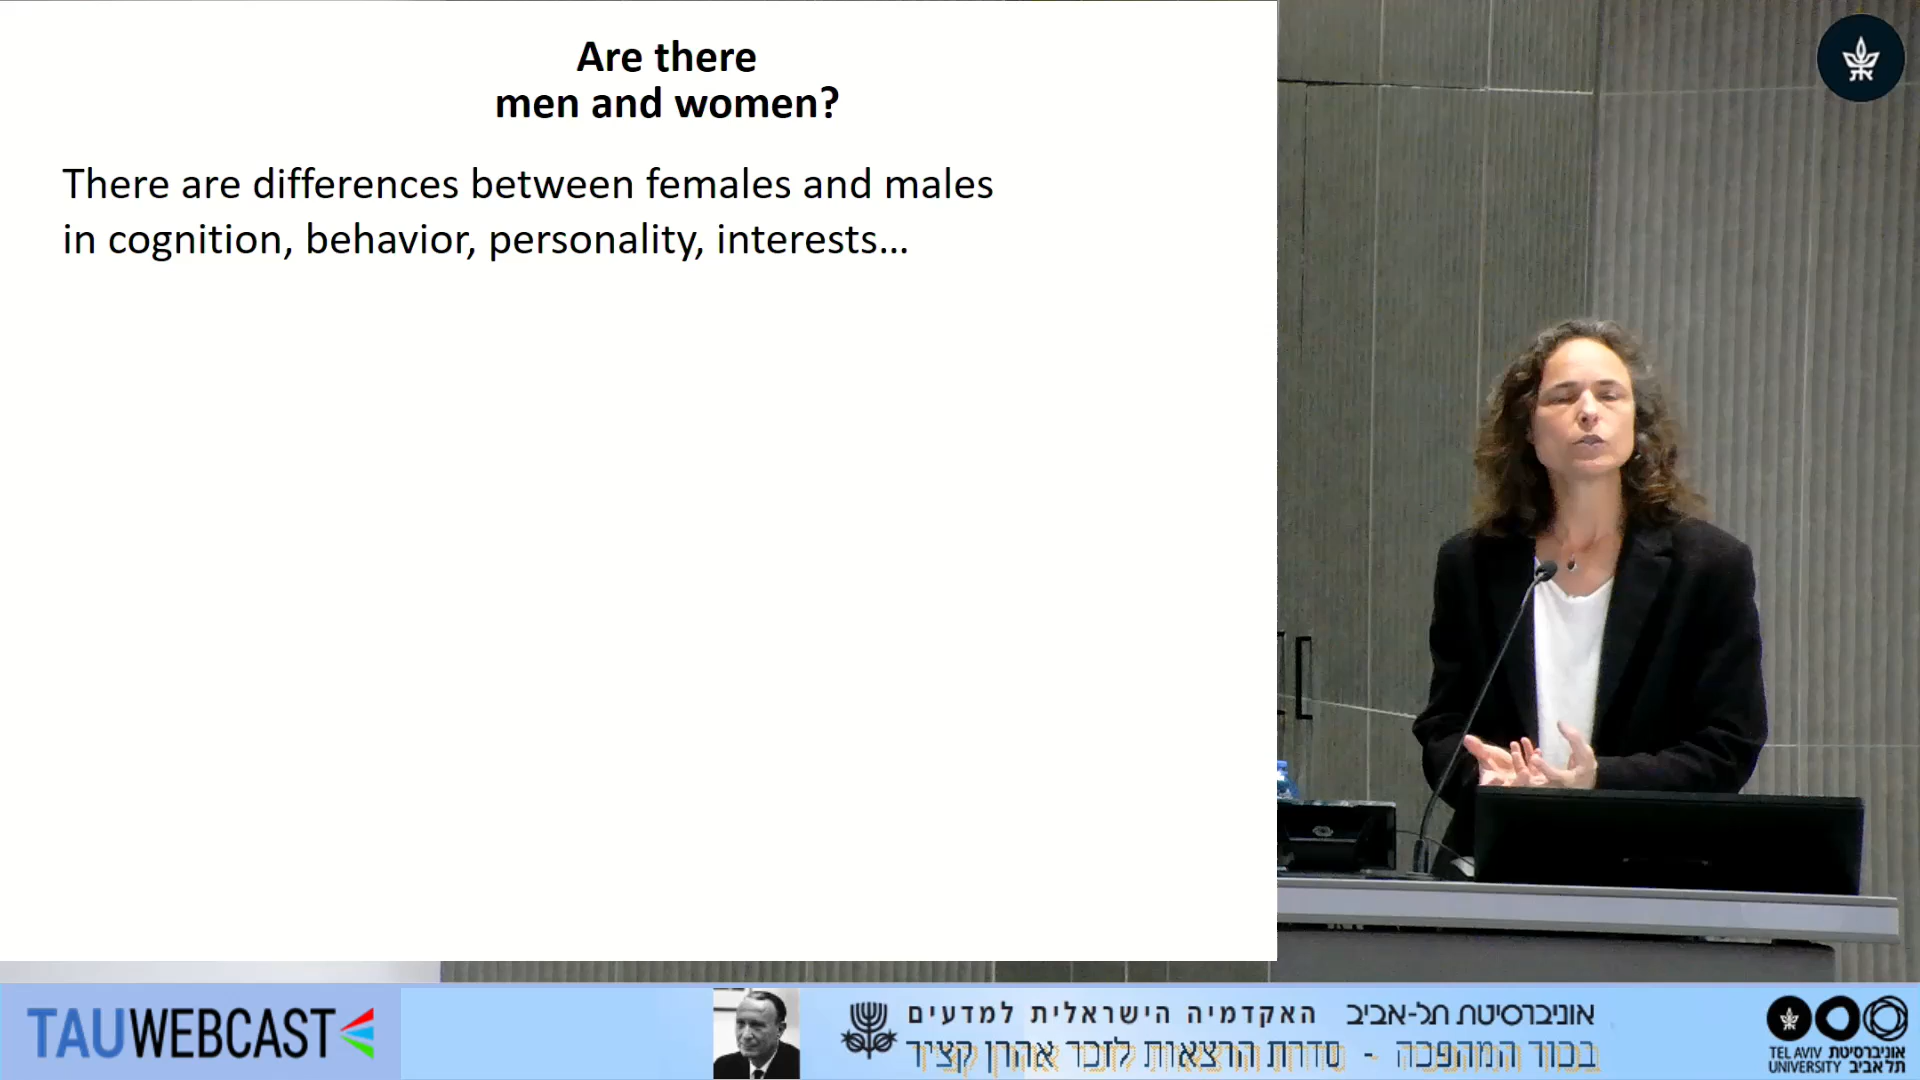 Are there
men and women?
There are differences between females and males
in cognition, behavior, personality, interests...
TAUWEBCAST
האקדמיה הישראלית למדעים
אוניברסיטת תל-אביב
בכור המהפכה - סדרת הרצאות לזכר אהרן קציר
TEL AVIV אוניברסיטת
UNIVERSITY תל אביב